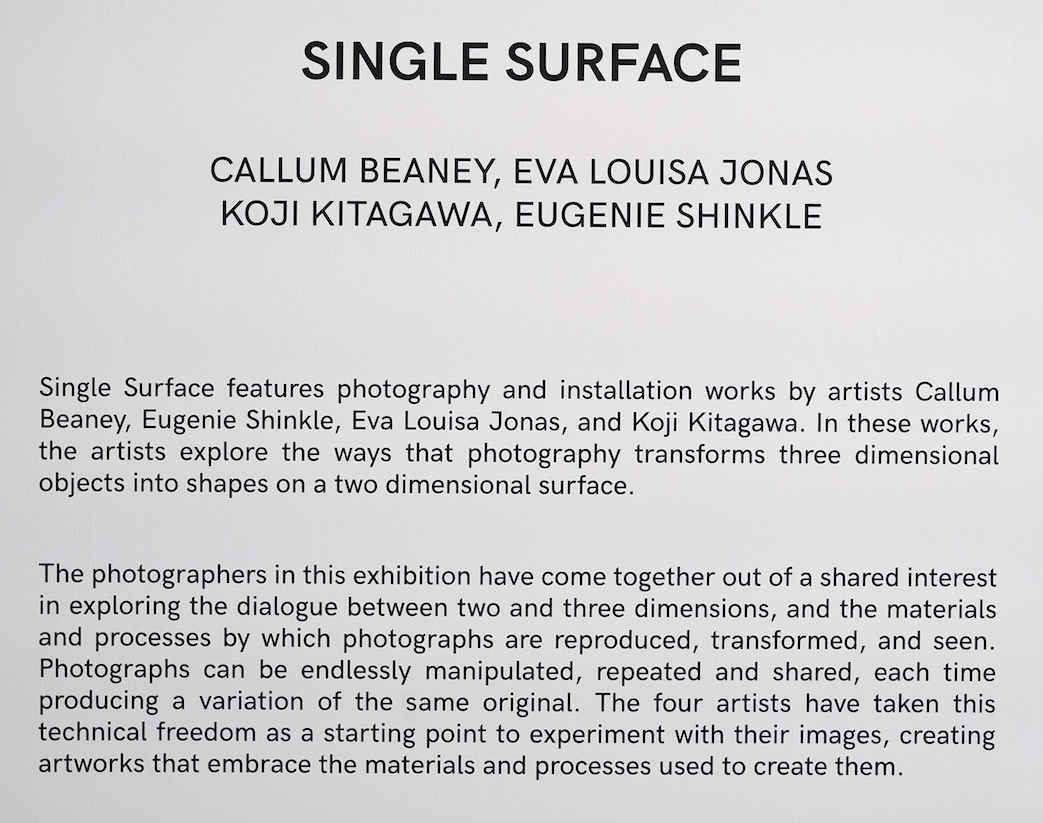 SINGLE SURFACE
CALLUM BEANEY, EVA LOUISA JONAS
KOJI KITAGAWA, EUGENIE SHINKLE
Single Surface features photography and installation works by artists Callum
Beaney, Eugenie Shinkle, Eva Louisa Jonas, and Koji Kitagawa. In these works,
the artists explore the ways that photography transforms three dimensional
objects into shapes on a two dimensional surface.
The photographers in this exhibition have come together out of a shared interest
in exploring the dialogue between two and three dimensions, and the materials
and processes by which photographs are reproduced, transformed, and seen.
Photographs can be endlessly manipulated, repeated and shared, each time
producing a variation of the same original. The four artists have taken this
technical freedom as a starting point to experiment with their images, creating
artworks that embrace the materials and processes used to create them.